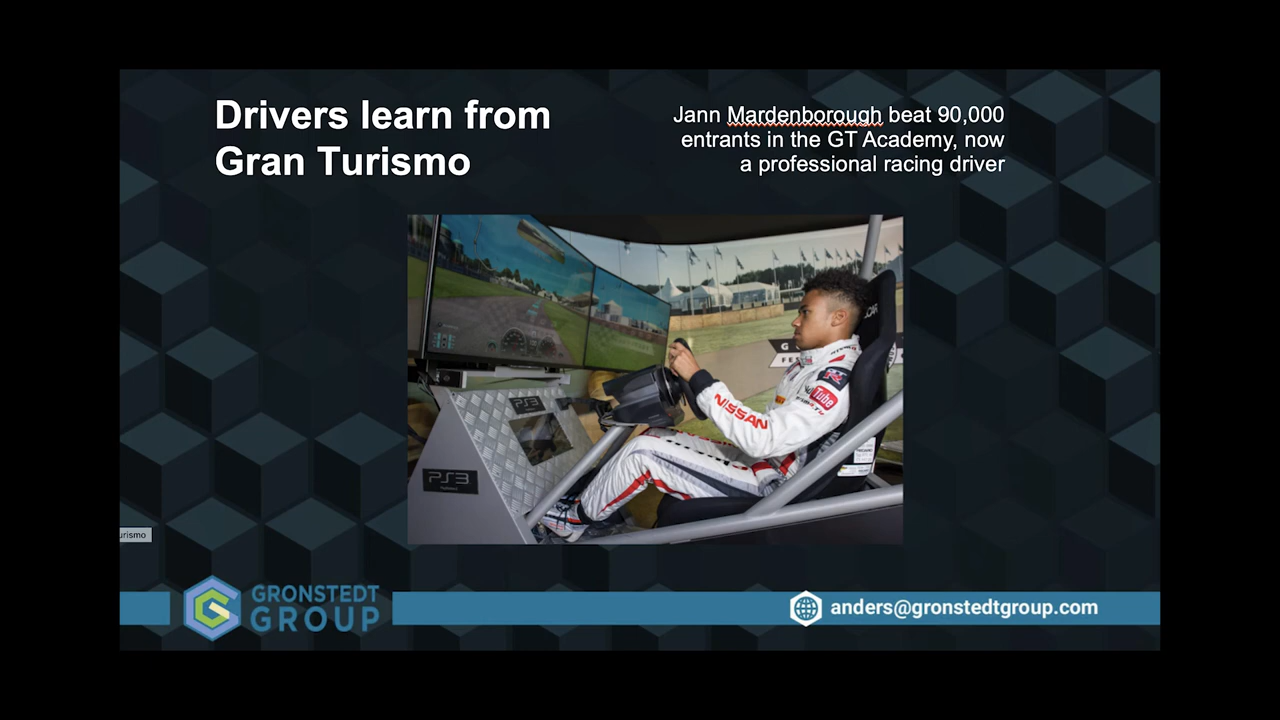 Drivers learn from
Gran Turismo
Jann Mardenborough beat 90,000
entrants in the GT Academy, now
a professional racing driver
NISSAN
Tube
PS3
PS3
urismo
GRONSTEDT
GROUP
anders@gronstedtgroup.com